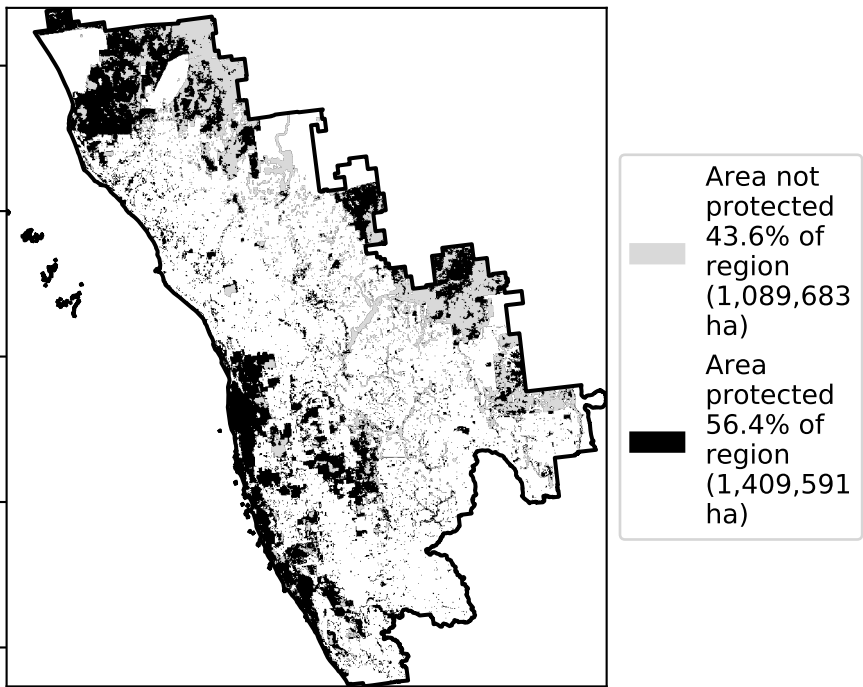 Area not
protected
43.6% of
region
(1,089,683
ha)
Area
protected
56.4% of
region
(1,409,591
ha)